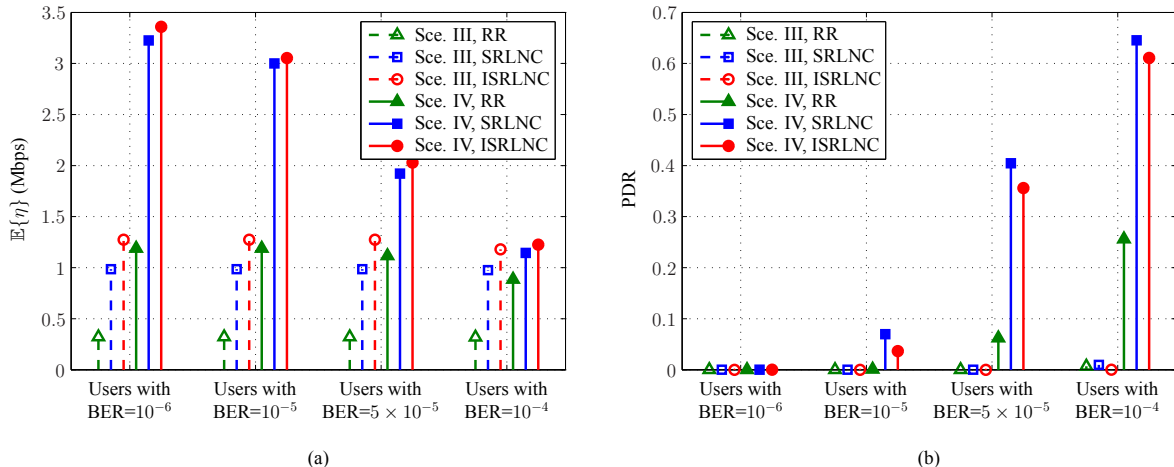 3.5
3
2.5
2
1.5
1
0.5
0
𝔼{η} (Mbps)
Sce. III, RR
Sce. III, SRLNC
Sce. III, ISRLNC
Sce. IV, RR
Sce. IV, SRLNC
Sce. IV, ISRLNC
Users with
BER=10⁻⁶
Users with
BER=10⁻⁵
Users with
BER=5 × 10⁻⁵
Users with
BER=10⁻⁴
(a)
0.7
0.6
0.5
0.4
0.3
0.2
0.1
0
PDR
Sce. III, RR
Sce. III, SRLNC
Sce. III, ISRLNC
Sce. IV, RR
Sce. IV, SRLNC
Sce. IV, ISRLNC
Users with
BER=10⁻⁶
Users with
BER=10⁻⁵
Users with
BER=5 × 10⁻⁵
Users with
BER=10⁻⁴
(b)